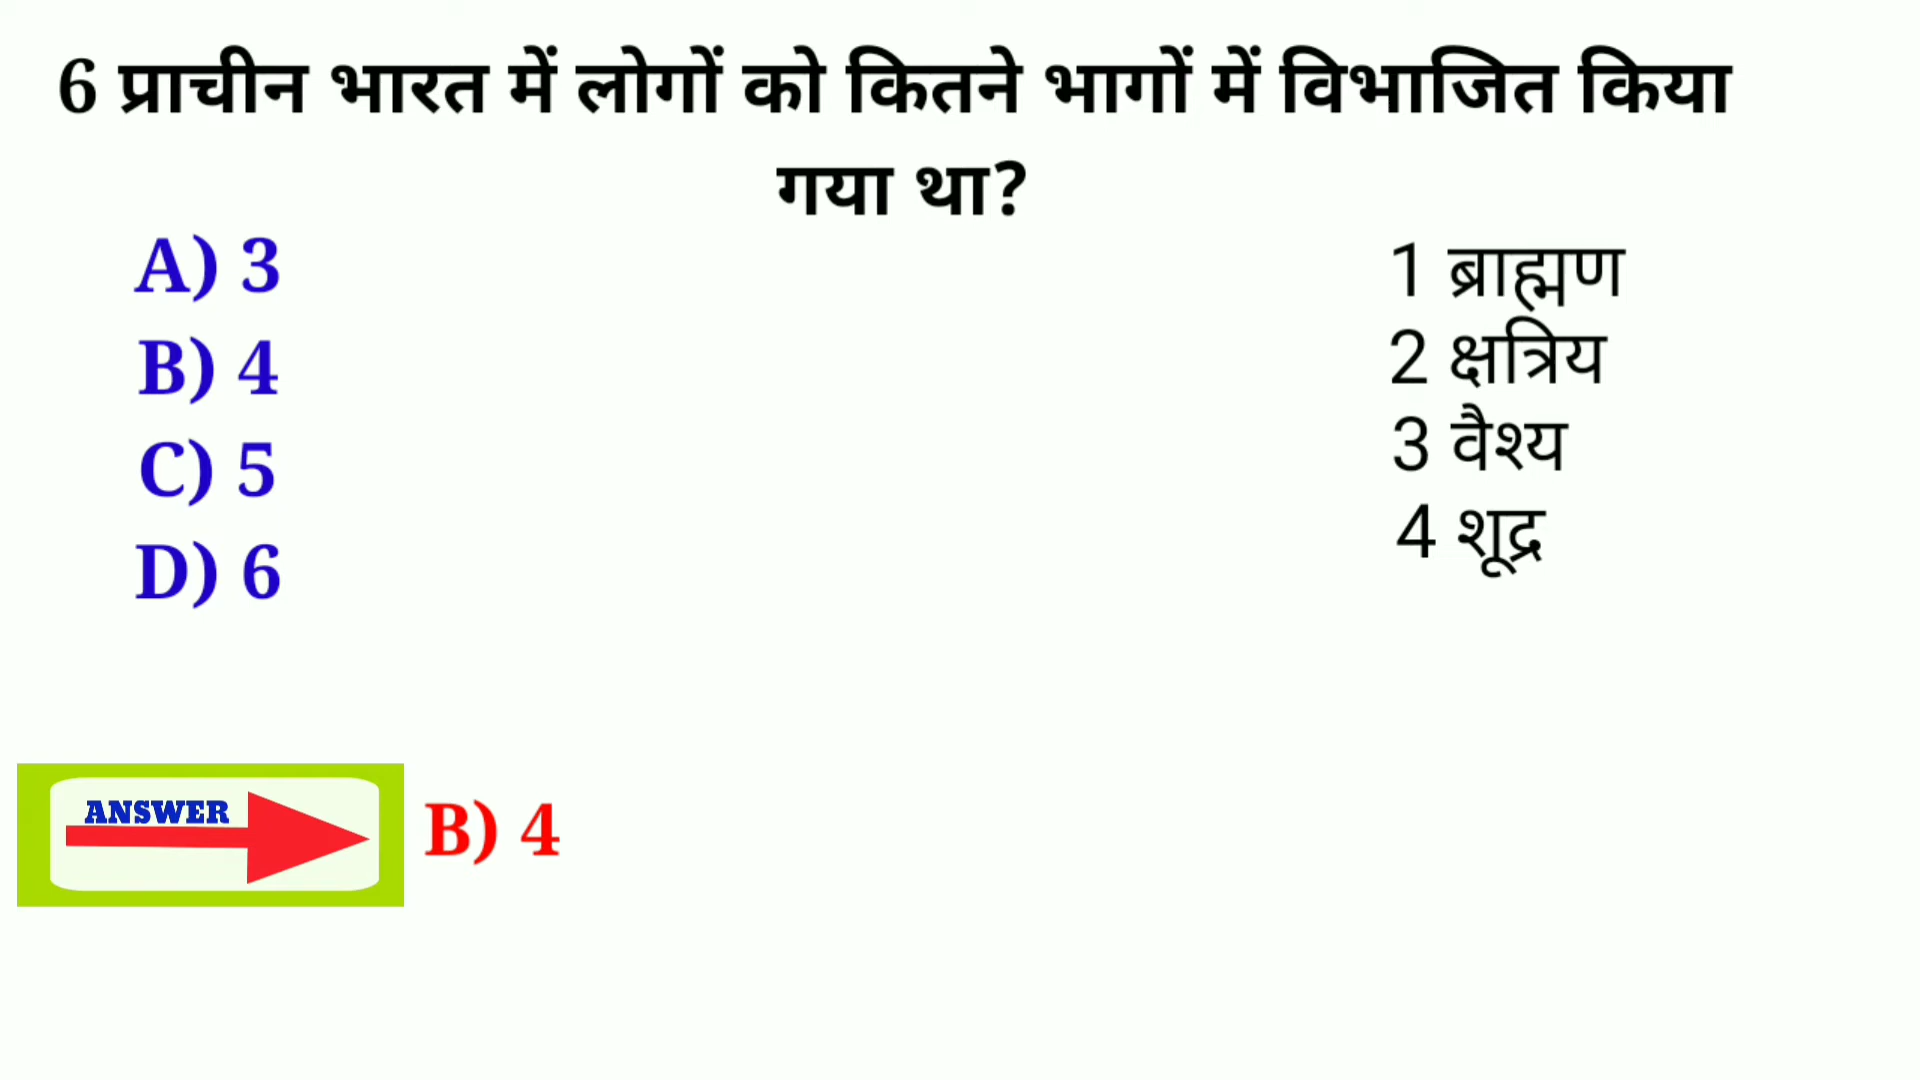 6 प्राचीन भारत में लोगों को कितने भागों में विभाजित किया
गया था?
A) 3
B) 4
C) 5
D) 6
1 ब्राह्मण
2 क्षत्रिय
3 वैश्य
4 शूद्र
ANSWER
B) 4